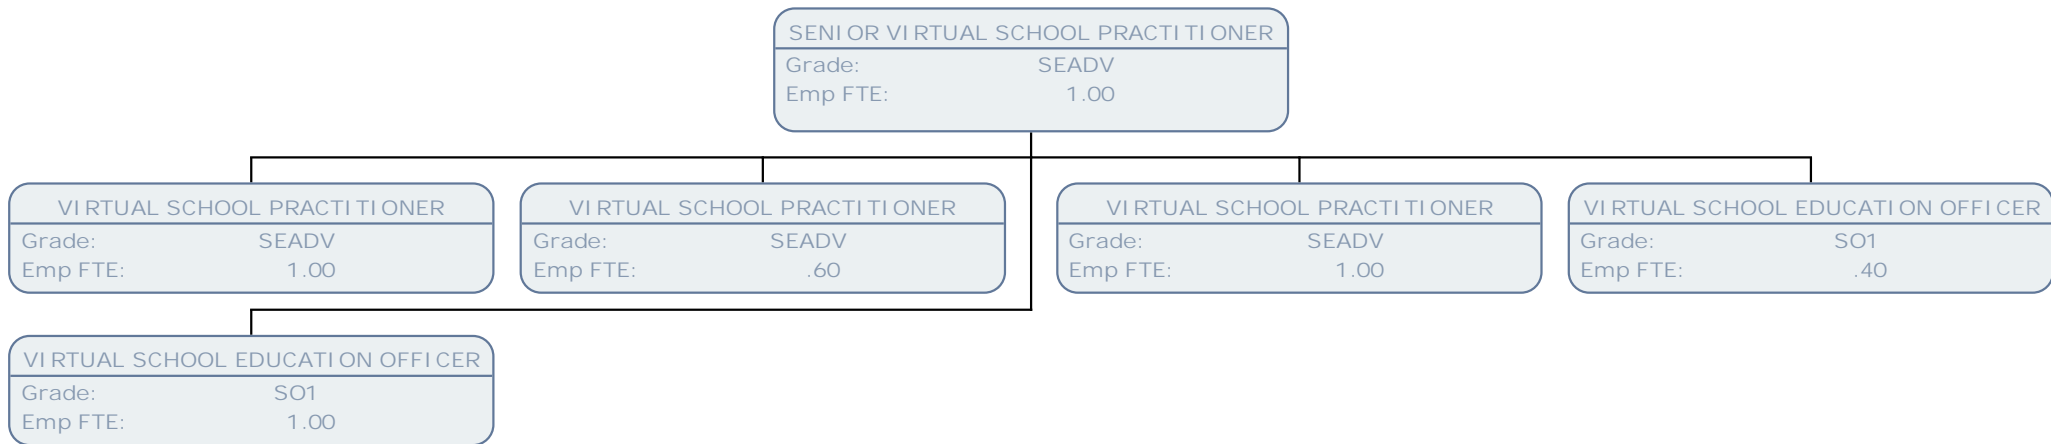 SENIOR VIRTUAL SCHOOL PRACTITIONER
Grade: SEADV
Emp FTE: 1.00
VIRTUAL SCHOOL PRACTITIONER
Grade: SEADV
Emp FTE: 1.00
VIRTUAL SCHOOL PRACTITIONER
Grade: SEADV
Emp FTE: .60
VIRTUAL SCHOOL PRACTITIONER
Grade: SEADV
Emp FTE: 1.00
VIRTUAL SCHOOL EDUCATION OFFICER
Grade: SO1
Emp FTE: .40
VIRTUAL SCHOOL EDUCATION OFFICER
Grade: SO1
Emp FTE: 1.00